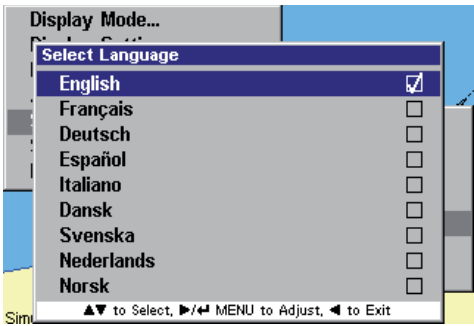 Display Mode...
Select Language
English
Français
Deutsch
Español
Italiano
Dansk
Svenska
Nederlands
Norsk
▲▼ to Select, ▶/↵ MENU to Adjust, ◀ to Exit